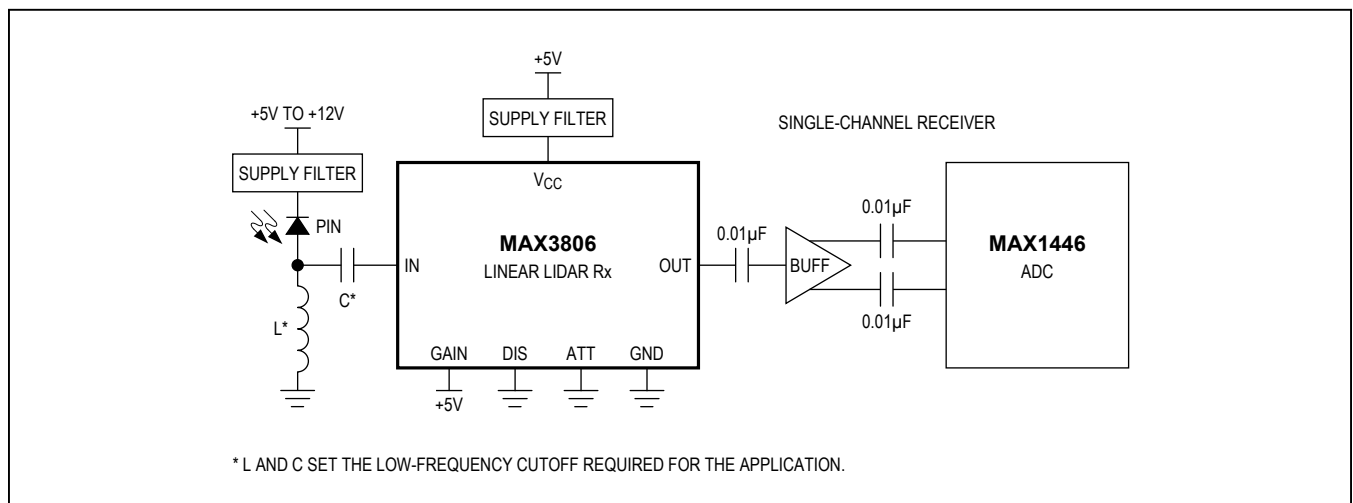 +5V
+5V TO +12V
SUPPLY FILTER
SINGLE-CHANNEL RECEIVER
SUPPLY FILTER
VCC
PIN
0.01µF
MAX3806
0.01µF
MAX1446
IN
LINEAR LIDAR Rx
OUT
BUFF
ADC
C*
L*
0.01µF
GAIN
DIS
ATT
GND
+5V
* L AND C SET THE LOW-FREQUENCY CUTOFF REQUIRED FOR THE APPLICATION.